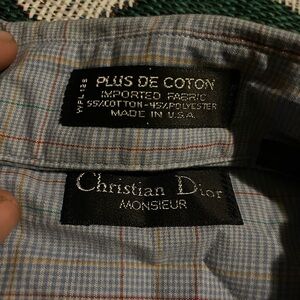 PLUS DE COTON
IMPORTED FABRIC
55%COTTON-45%POLYESTER
MADE IN U.S.A.
Christian Dior
MONSIEUR